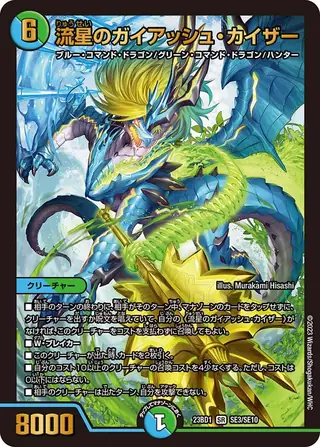 6
りゅうせい
流星のガイアッシュ・カイザー
ブルー・コマンド・ドラゴン/グリーン・コマンド・ドラゴン/ハンター
クリーチャー
illus. Murakami Hisashi
■相手のターンの終わりに、相手がそのターン中マナゾーンのカードをタップせずに、
クリーチャーを出すか呪文を唱えていて、自分の《流星のガイアッシュ・カイザー》が
なければ、このクリーチャーをコストを支払わずに召喚してもよい。
■W・ブレイカー
■このクリーチャーが出た時、カードを2枚引く。
■自分のコスト10以上のクリーチャーの召喚コストを4少なくする。ただし、コストは
0以下にはならない。
■相手のクリーチャーは、出たターン、自分を攻撃できない。
8000
1
23BD1 SR SE3/SE10
©2023 Wizards/Shogakukan/WHC